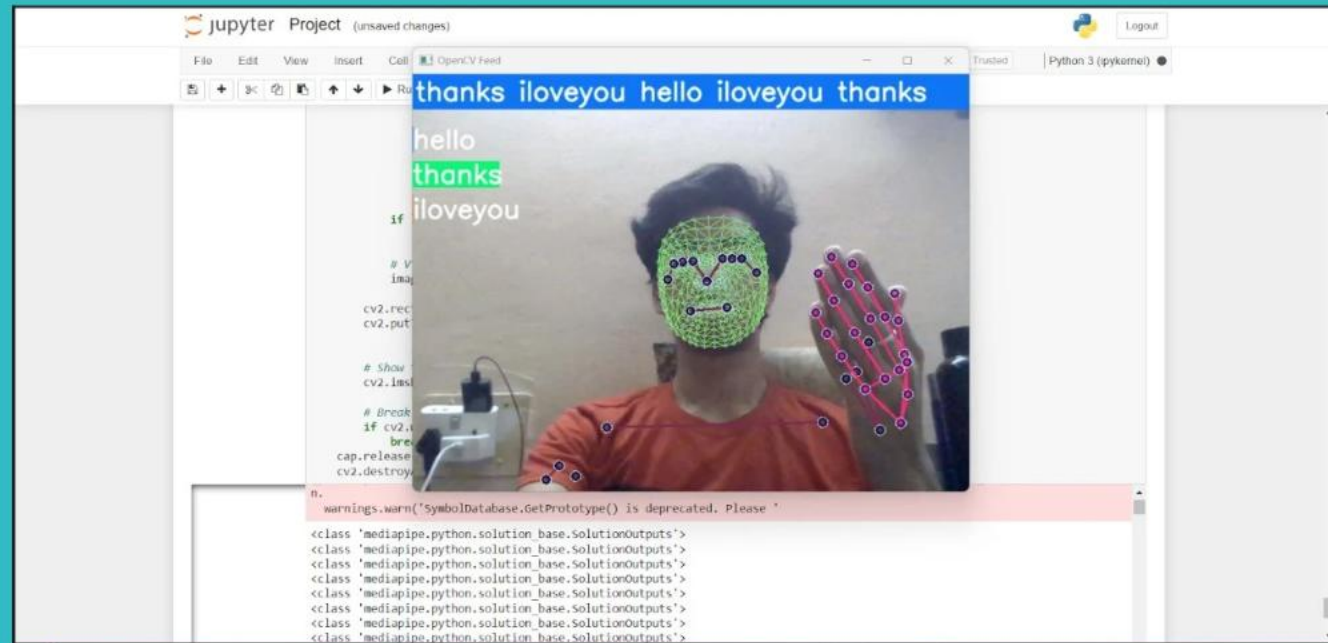 jupyter Project (unsaved changes)
Logout
File Edit View Insert Cell
Trusted
Python 3 (ipykernel)
OpenCV Feed
thanks iloveyou hello iloveyou thanks
hello
thanks
iloveyou
if
# V
cv2.rec
cv2.put
# Show
# Break
if cv2.
cap.release
cv2.destroy
n.
warnings.warn('SymbolDatabase.GetPrototype() is deprecated. Please '
<class 'mediapipe.python.solution_base.SolutionOutputs'>
<class 'mediapipe.python.solution_base.SolutionOutputs'>
<class 'mediapipe.python.solution_base.SolutionOutputs'>
<class 'mediapipe.python.solution_base.SolutionOutputs'>
<class 'mediapipe.python.solution_base.SolutionOutputs'>
<class 'mediapipe.python.solution_base.SolutionOutputs'>
<class 'mediapipe.python.solution_base.SolutionOutputs'>
<class 'mediapipe.python.solution_base.SolutionOutputs'>